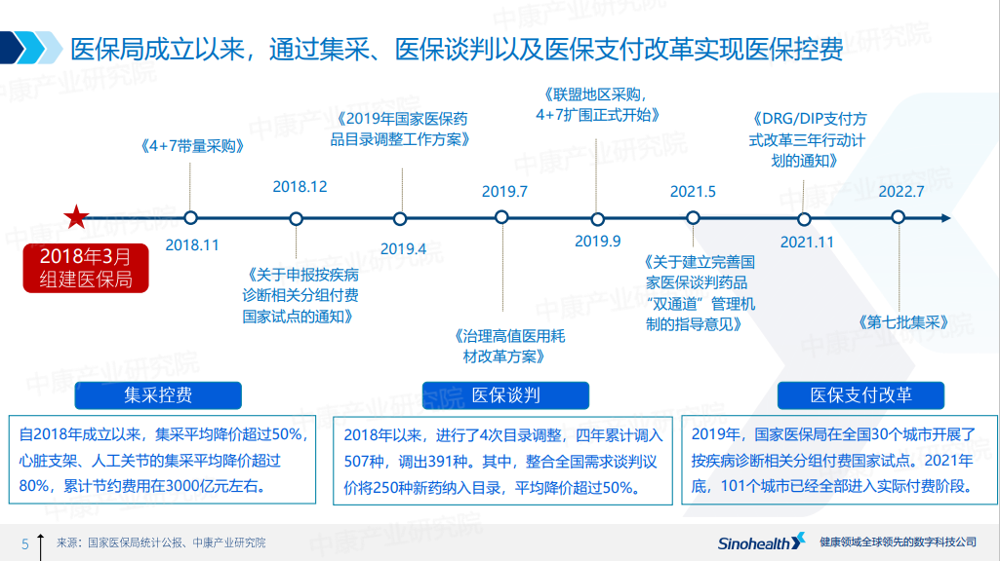 医保局成立以来，通过集采、医保谈判以及医保支付改革实现医保控费
《4+7带量采购》
《2019年国家医保药
品目录调整工作方案》
《联盟地区采购，
4+7扩围正式开始》
《DRG/DIP支付方
式改革三年行动计
划的通知》
2018.12
2019.7
2021.5
2022.7
2018年3月
组建医保局
2018.11
2019.4
2019.9
2021.11
《关于申报按疾病
诊断相关分组付费
国家试点的通知》
《治理高值医用耗
材改革方案》
《关于建立完善国
家医保谈判药品
“双通道”管理机
制的指导意见》
《第七批集采》
集采控费
自2018年成立以来，集采平均降价超过50%，
心脏支架、人工关节的集采平均降价超过
80%，累计节约费用在3000亿元左右。
医保谈判
2018年以来，进行了4次目录调整，四年累计调入
507种，调出391种。其中，整合全国需求谈判议
价将250种新药纳入目录，平均降价超过50%。
医保支付改革
2019年，国家医保局在全国30个城市开展了
按疾病诊断相关分组付费国家试点。2021年
底，101个城市已经全部进入实际付费阶段。
5
来源：国家医保局统计公报、中康产业研究院
Sinohealth
健康领域全球领先的数字科技公司
中康产业研究院